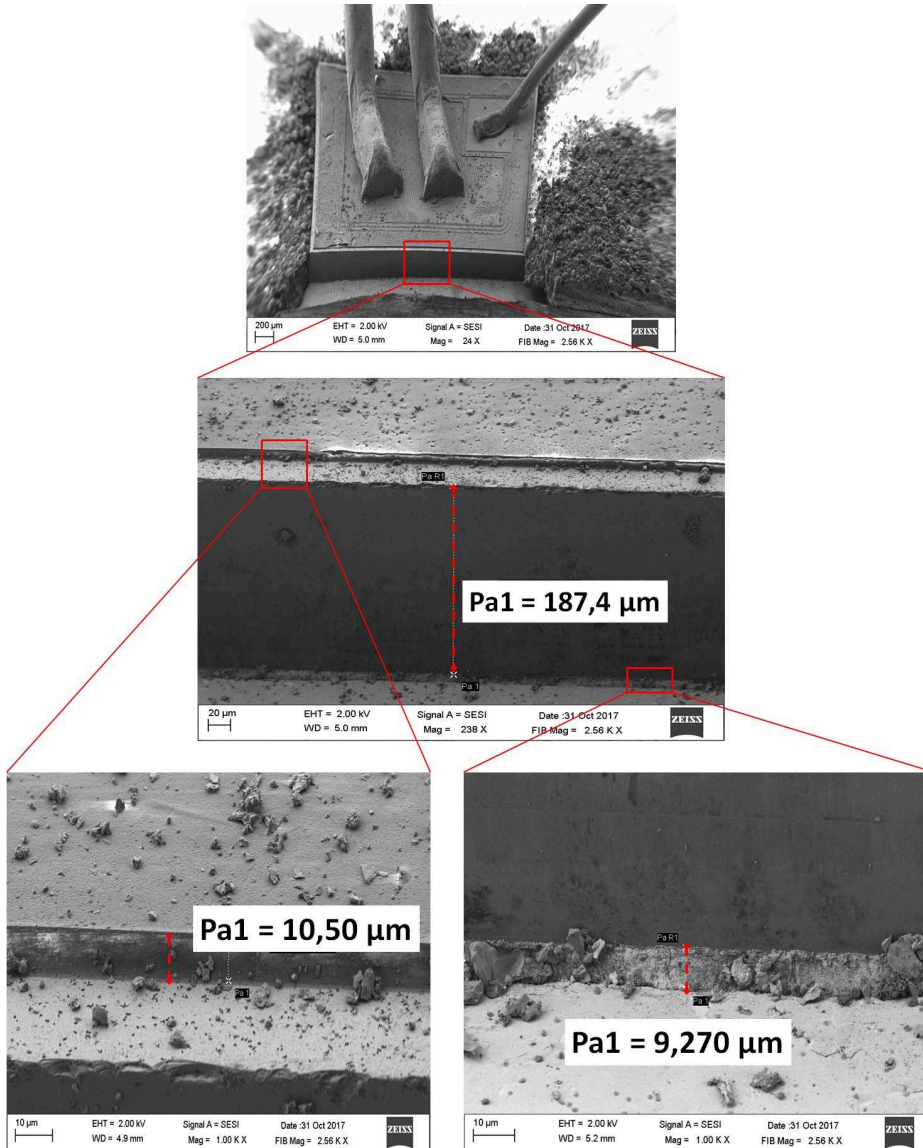 200 µm
EHT = 2.00 kV
WD = 5.0 mm
Signal A = SESI
Mag = 24 X
Date :31 Oct 2017
FIB Mag = 2.56 K X
ZEISS
Pa R1
Pa1 = 187,4 µm
Pa 1
20 µm
EHT = 2.00 kV
WD = 5.0 mm
Signal A = SESI
Mag = 238 X
Date :31 Oct 2017
FIB Mag = 2.56 K X
ZEISS
Pa1 = 10,50 µm
Pa 1
10 µm
EHT = 2.00 kV
WD = 4.9 mm
Signal A = SESI
Mag = 1.00 K X
Date :31 Oct 2017
FIB Mag = 2.56 K X
ZEISS
Pa R1
Pa 1
Pa1 = 9,270 µm
10 µm
EHT = 2.00 kV
WD = 5.2 mm
Signal A = SESI
Mag = 1.00 K X
Date :31 Oct 2017
FIB Mag = 2.56 K X
ZEISS